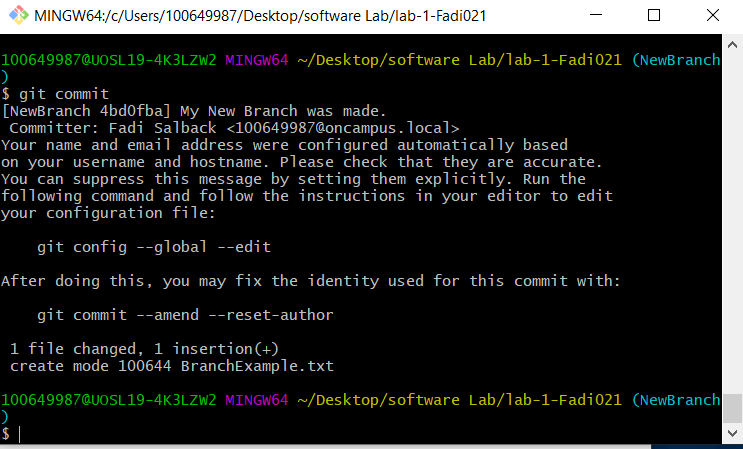 MINGW64:/c/Users/100649987/Desktop/software Lab/lab-1-Fadi021
100649987@UOSL19-4K3LZW2 MINGW64 ~/Desktop/software Lab/lab-1-Fadi021 (NewBranch
)
$ git commit
[NewBranch 4bd0fba] My New Branch was made.
 Committer: Fadi Salback <100649987@oncampus.local>
Your name and email address were configured automatically based
on your username and hostname. Please check that they are accurate.
You can suppress this message by setting them explicitly. Run the
following command and follow the instructions in your editor to edit
your configuration file:
    git config --global --edit
After doing this, you may fix the identity used for this commit with:
    git commit --amend --reset-author
 1 file changed, 1 insertion(+)
 create mode 100644 BranchExample.txt
100649987@UOSL19-4K3LZW2 MINGW64 ~/Desktop/software Lab/lab-1-Fadi021 (NewBranch
)
$